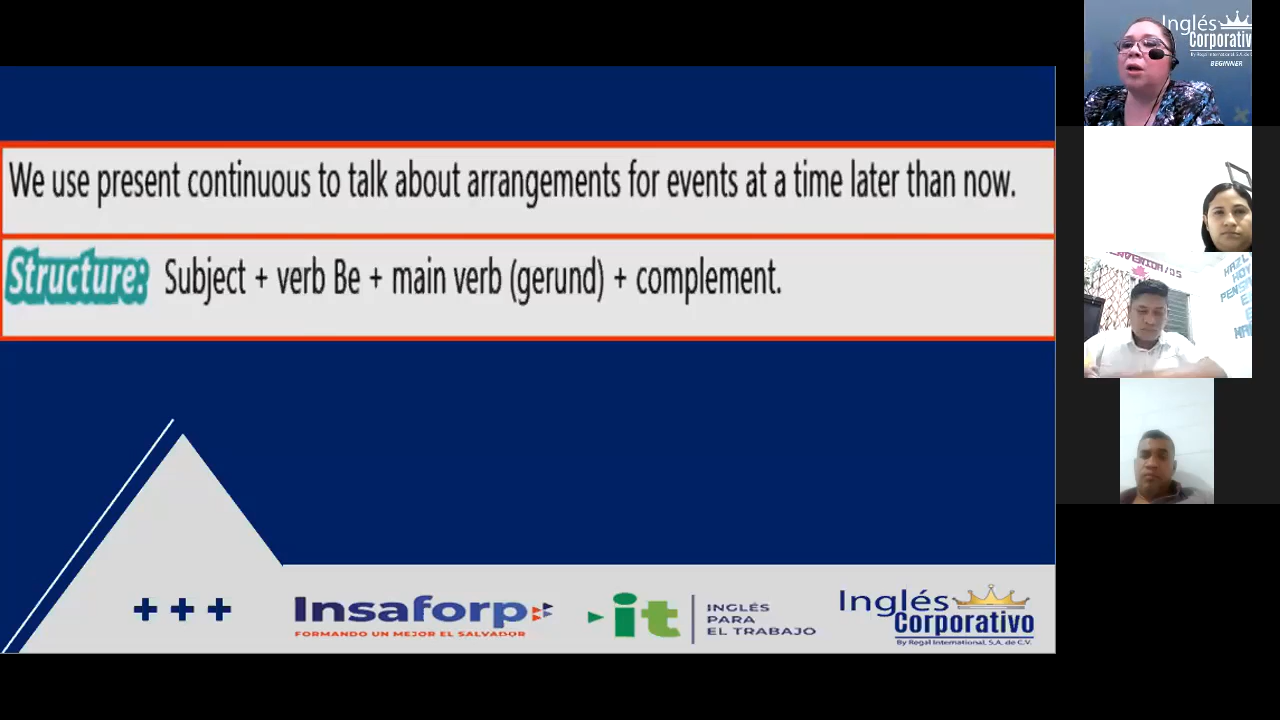 We use present continuous to talk about arrangements for events at a time later than now.
Structure: Subject + verb Be + main verb (gerund) + complement.
+ + +
Insaforp
FORMANDO UN MEJOR EL SALVADOR
it
INGLÉS
PARA
EL TRABAJO
Inglés
Corporativo
By Regal International, S.A. de C.V.
Inglés
Corporativ
BEGINNER